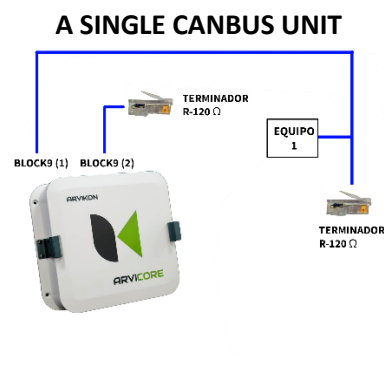 A SINGLE CANBUS UNIT
TERMINADOR
R-120 Ω
EQUIPO
1
BLOCK9 (1) BLOCK9 (2)
ARVIKON
TERMINADOR
R-120 Ω
ARVICORE